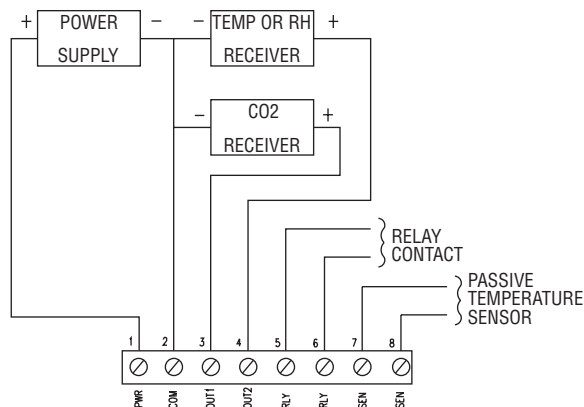 + POWER SUPPLY -
- TEMP OR RH RECEIVER +
- CO2 RECEIVER +
RELAY
CONTACT
PASSIVE
TEMPERATURE
SENSOR
1 2 3 4 5 6 7 8
PWR COM OUT1 OUT2 RLY RLY SEN SEN